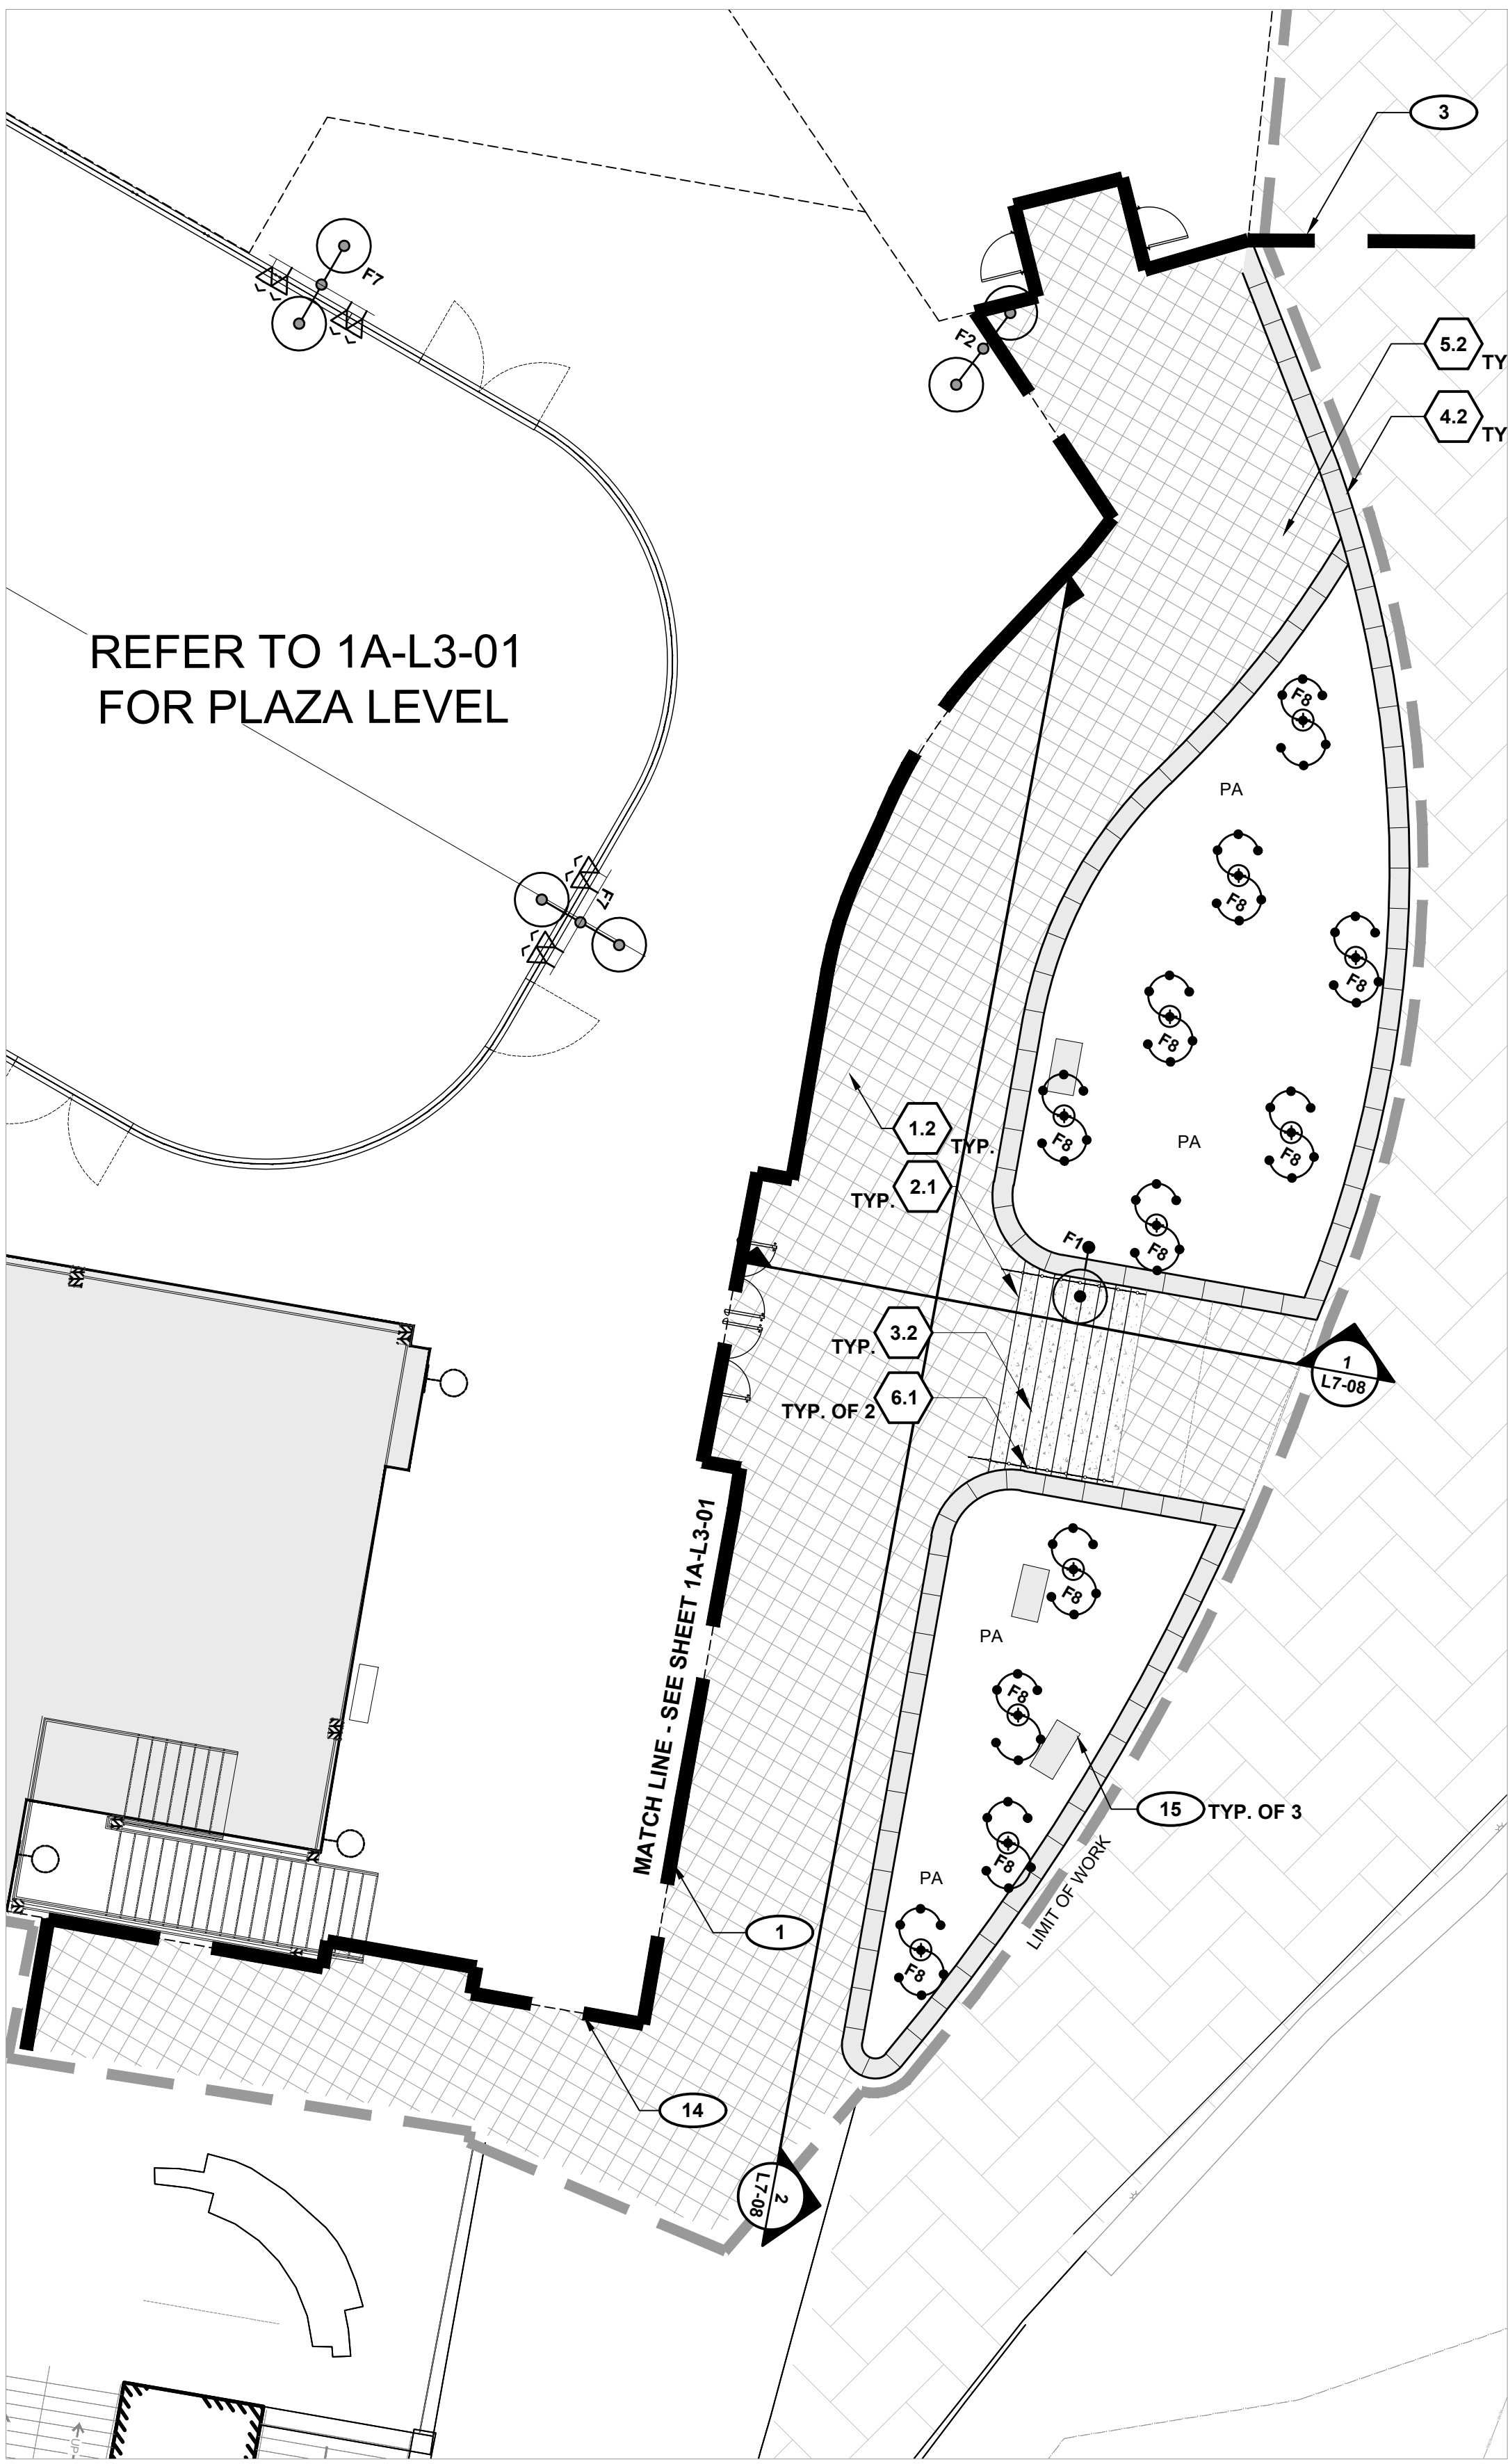 3
F7
F2
5.2
TY
4.2
TY
REFER TO 1A-L3-01
FOR PLAZA LEVEL
F8
PA
F8
F7
F8
F8
1.2
TYP.
F8
PA
F8
2.1
TYP.
F8
F1
3.2
TYP.
1
L7-08
6.1
TYP. OF 2
MATCH LINE - SEE SHEET 1A-L3-01
F8
PA
F8
15
TYP. OF 3
F8
PA
LIMIT OF WORK
1
F8
14
2
L7-08
UP